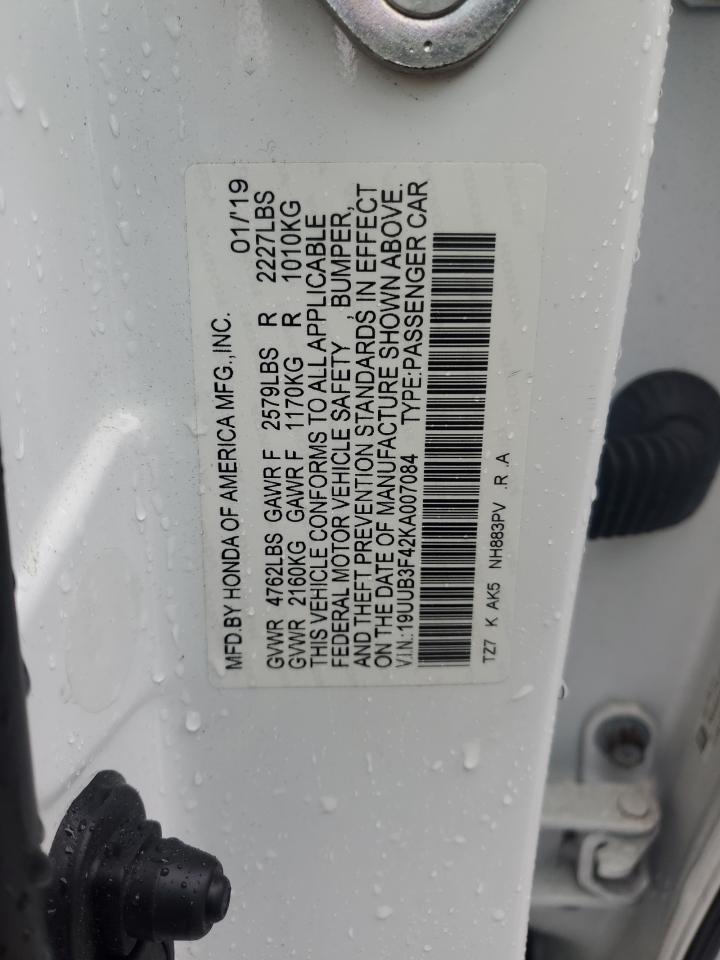 MFD.BY HONDA OF AMERICA MFG.,INC. 01/'19
GVWR 4762LBS GAWR F 2579LBS R 2227LBS
GVWR 2160KG GAWR F 1170KG R 1010KG
THIS VEHICLE CONFORMS TO ALL APPLICABLE
FEDERAL MOTOR VEHICLE SAFETY , BUMPER,
AND THEFT PREVENTION STANDARDS IN EFFECT
ON THE DATE OF MANUFACTURE SHOWN ABOVE.
V.I.N.:19UUB3F42KA007084 TYPE:PASSENGER CAR
TZ7 K AK5 NH883PV .R .A